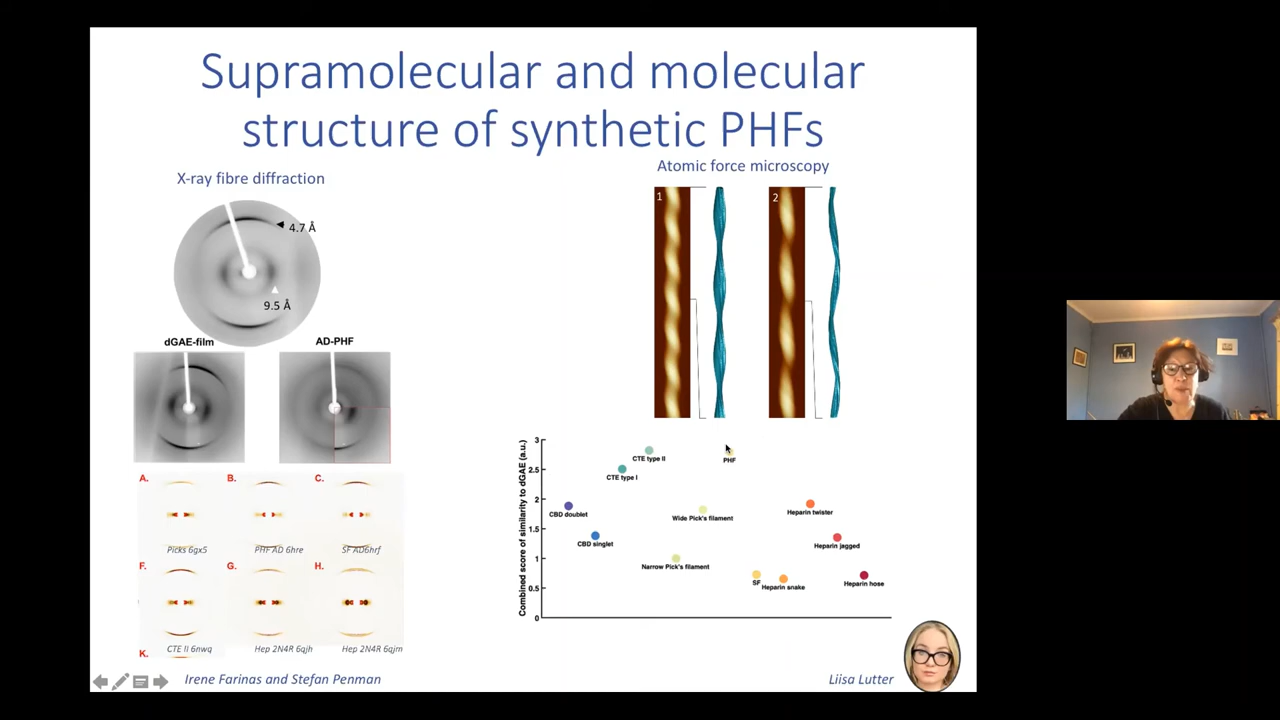 Supramolecular and molecular
structure of synthetic PHFs
X-ray fibre diffraction
4.7 Å
9.5 Å
dGAE-film
AD-PHF
A.
B.
C.
Picks 6gx5
PHF AD 6hre
SF AD6hrf
F.
G.
H.
CTE II 6nwq
Hep 2N4R 6qjh
Hep 2N4R 6qjm
K.
Irene Farinas and Stefan Penman
Atomic force microscopy
1
2
Combined score of similarity to dGAE (a.u.)
3
2.5
2
1.5
1
0.5
0
CTE type II
PHF
CTE type I
CBD doublet
Wide Pick's filament
Heparin twister
CBD singlet
Heparin jagged
Narrow Pick's filament
SF
Heparin snake
Heparin hose
Liisa Lutter